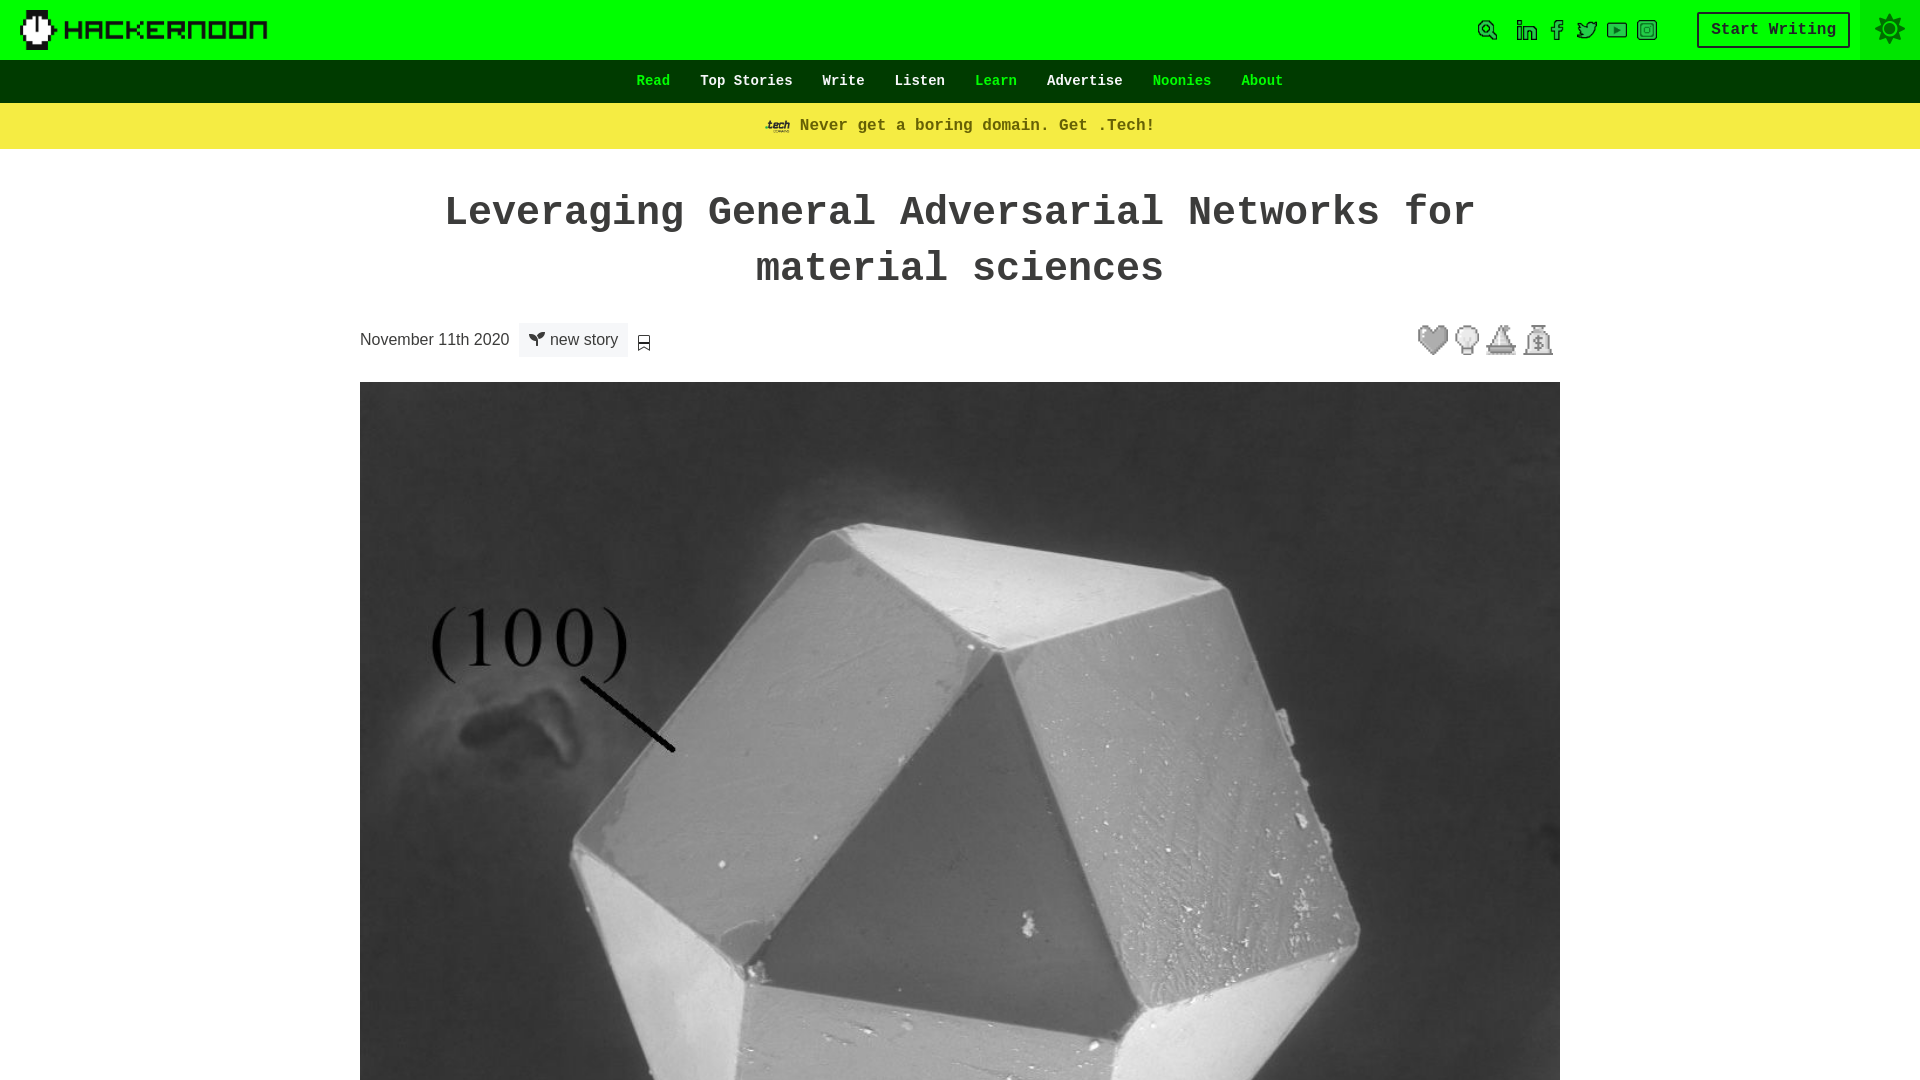 HACKERNOON
Start Writing
Read Top Stories Write Listen Learn Advertise Noonies About
.tech Never get a boring domain. Get .Tech!
Leveraging General Adversarial Networks for
material sciences
November 11th 2020 new story
(100)